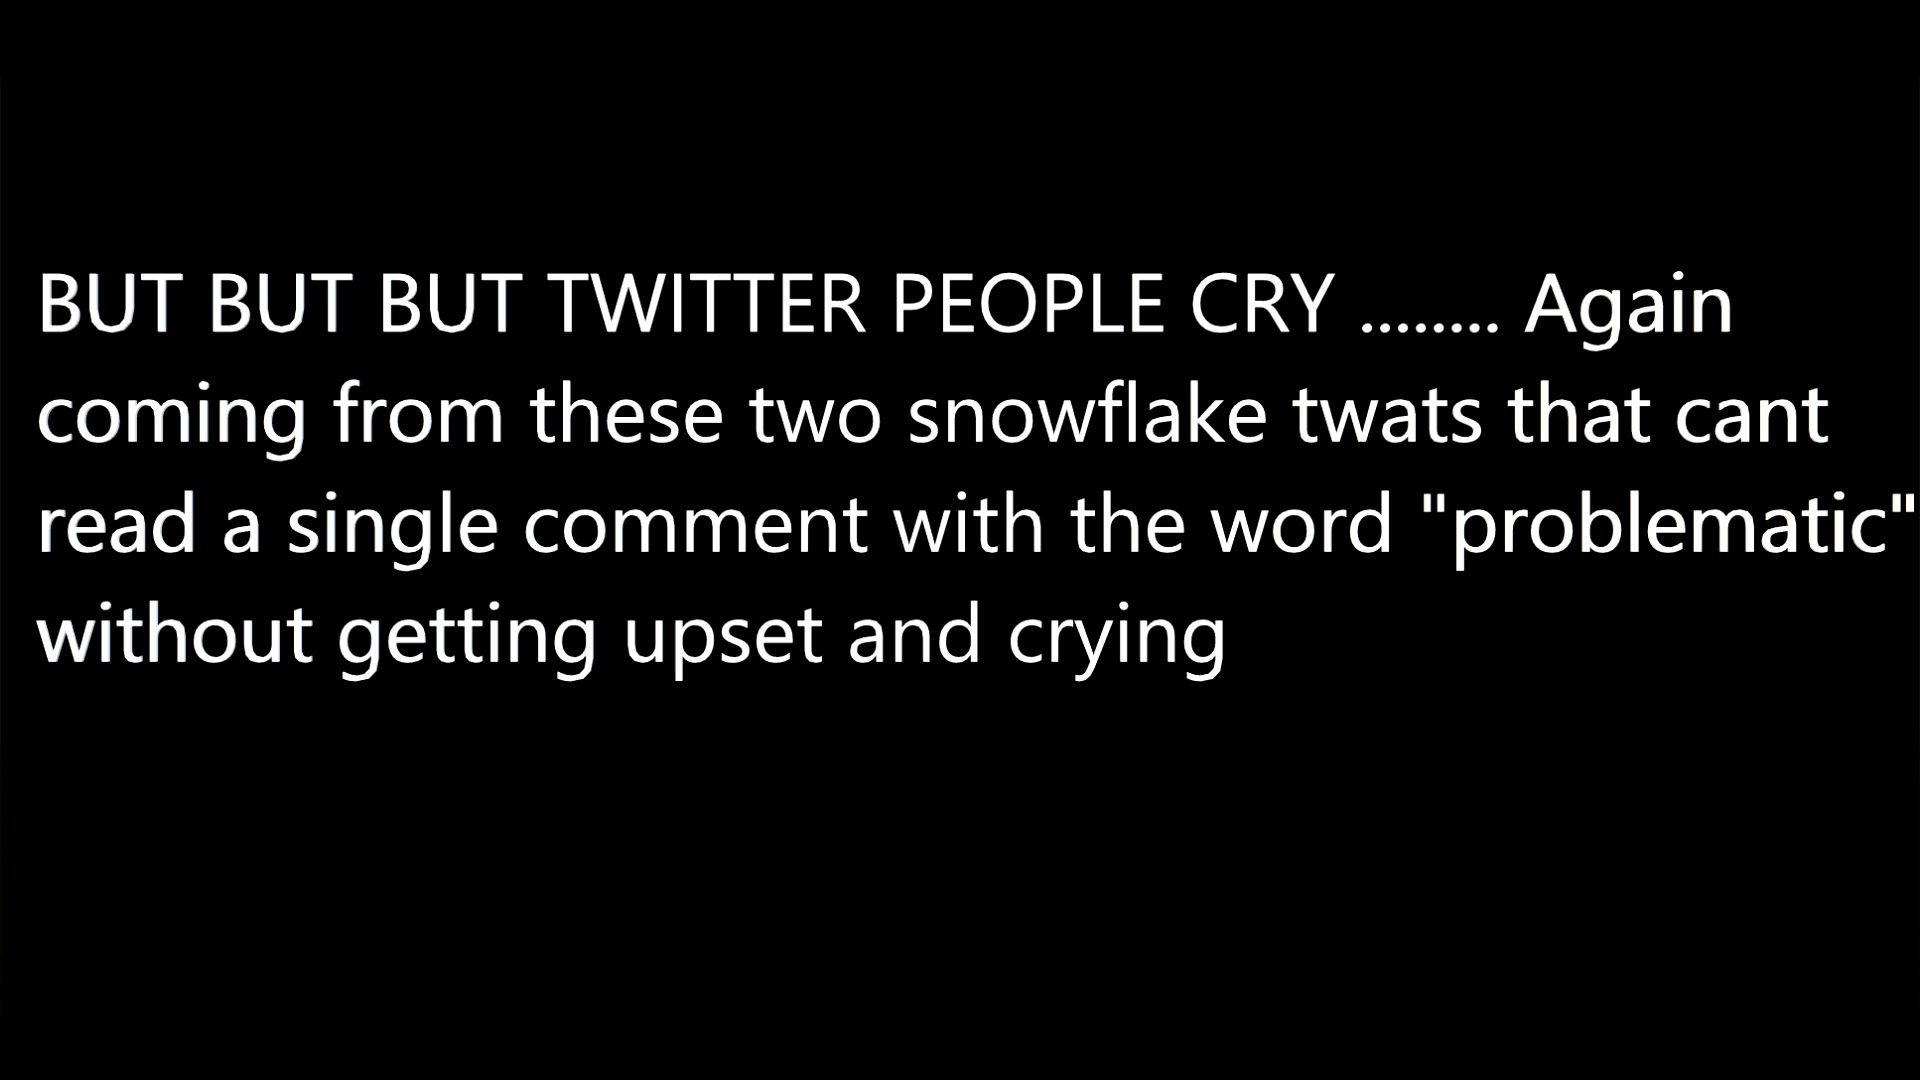 BUT BUT BUT TWITTER PEOPLE CRY ........ Again
coming from these two snowflake twats that cant
read a single comment with the word "problematic"
without getting upset and crying